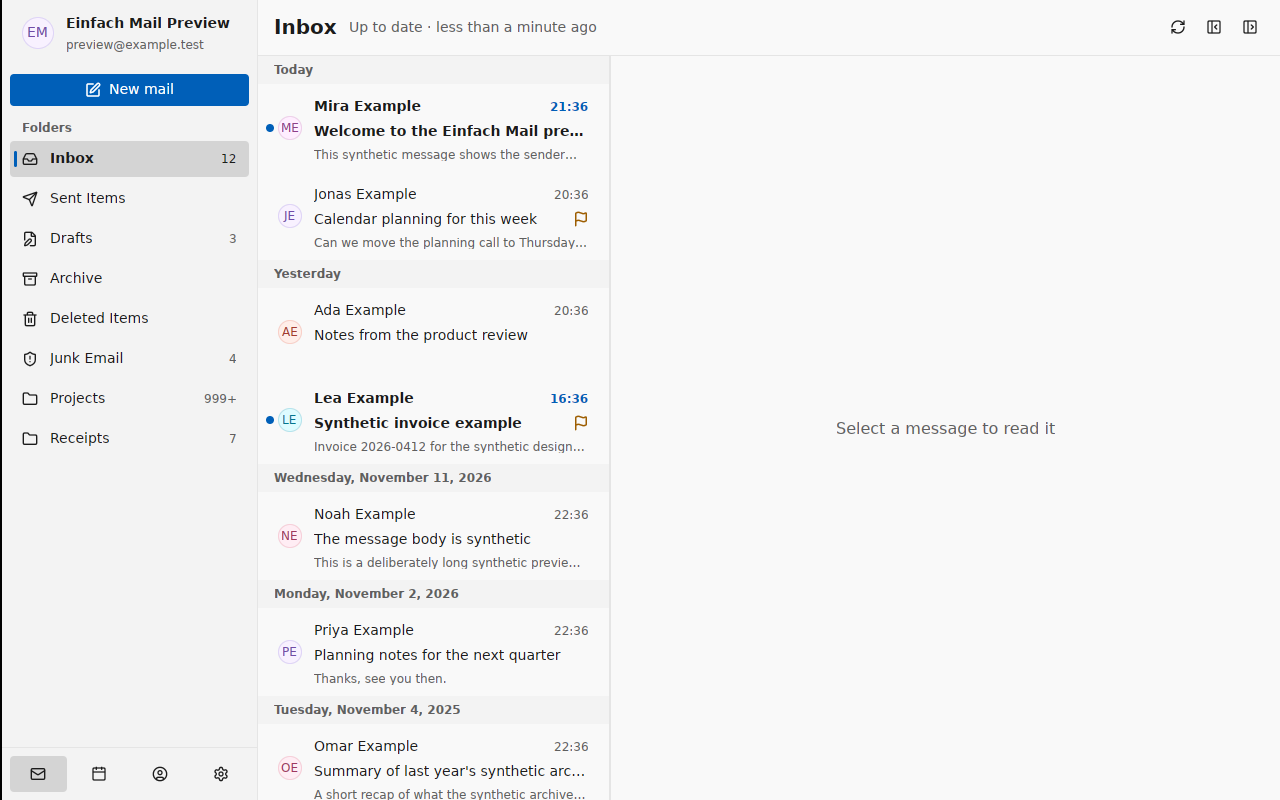 EM
Einfach Mail Preview
preview@example.test
New mail
Folders
Inbox 12
Sent Items
Drafts 3
Archive
Deleted Items
Junk Email 4
Projects 999+
Receipts 7
Inbox Up to date · less than a minute ago
Today
ME
Mira Example 21:36
Welcome to the Einfach Mail pre…
This synthetic message shows the sender…
JE
Jonas Example 20:36
Calendar planning for this week
Can we move the planning call to Thursday…
Yesterday
AE
Ada Example 20:36
Notes from the product review
LE
Lea Example 16:36
Synthetic invoice example
Invoice 2026-0412 for the synthetic design…
Wednesday, November 11, 2026
NE
Noah Example 22:36
The message body is synthetic
This is a deliberately long synthetic previe…
Monday, November 2, 2026
PE
Priya Example 22:36
Planning notes for the next quarter
Thanks, see you then.
Tuesday, November 4, 2025
OE
Omar Example 22:36
Summary of last year's synthetic arc…
A short recap of what the synthetic archive…
Select a message to read it